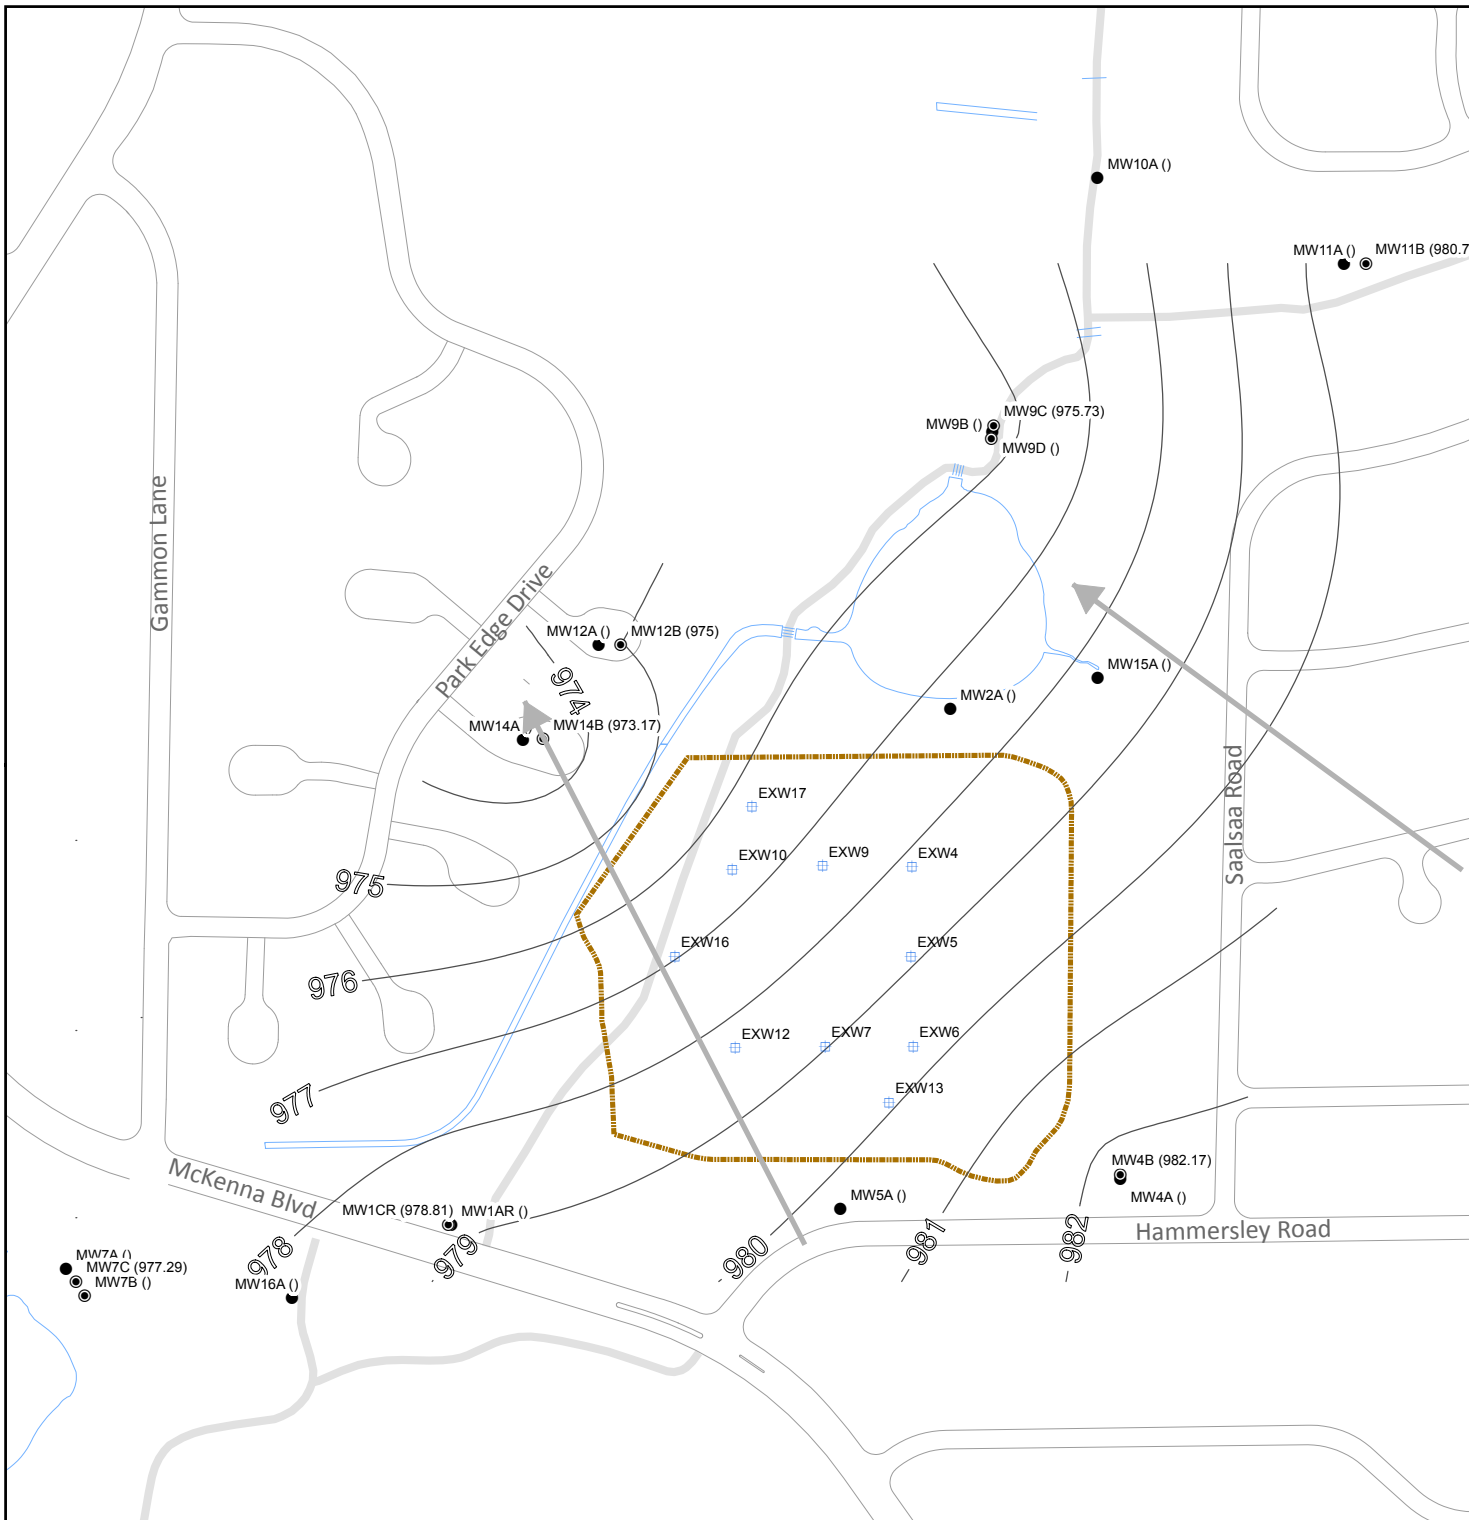 MW10A ()
MW11A ()
MW11B (980.7
MW9C (975.73)
MW9B ()
MW9D ()
Gammon Lane
Park Edge Drive
MW12A ()
MW12B (975)
974
MW15A ()
MW2A ()
MW14A ()
MW14B (973.17)
Saalsaa Road
EXW17
EXW10
EXW9
EXW4
975
EXW16
EXW5
976
EXW12
EXW7
EXW6
977
EXW13
McKenna Blvd
MW4B (982.17)
MW4A ()
MW1CR (978.81)
MW1AR ()
MW5A ()
Hammersley Road
978
979
980
981
982
MW7A ()
MW7C (977.29)
MW7B ()
MW16A ()